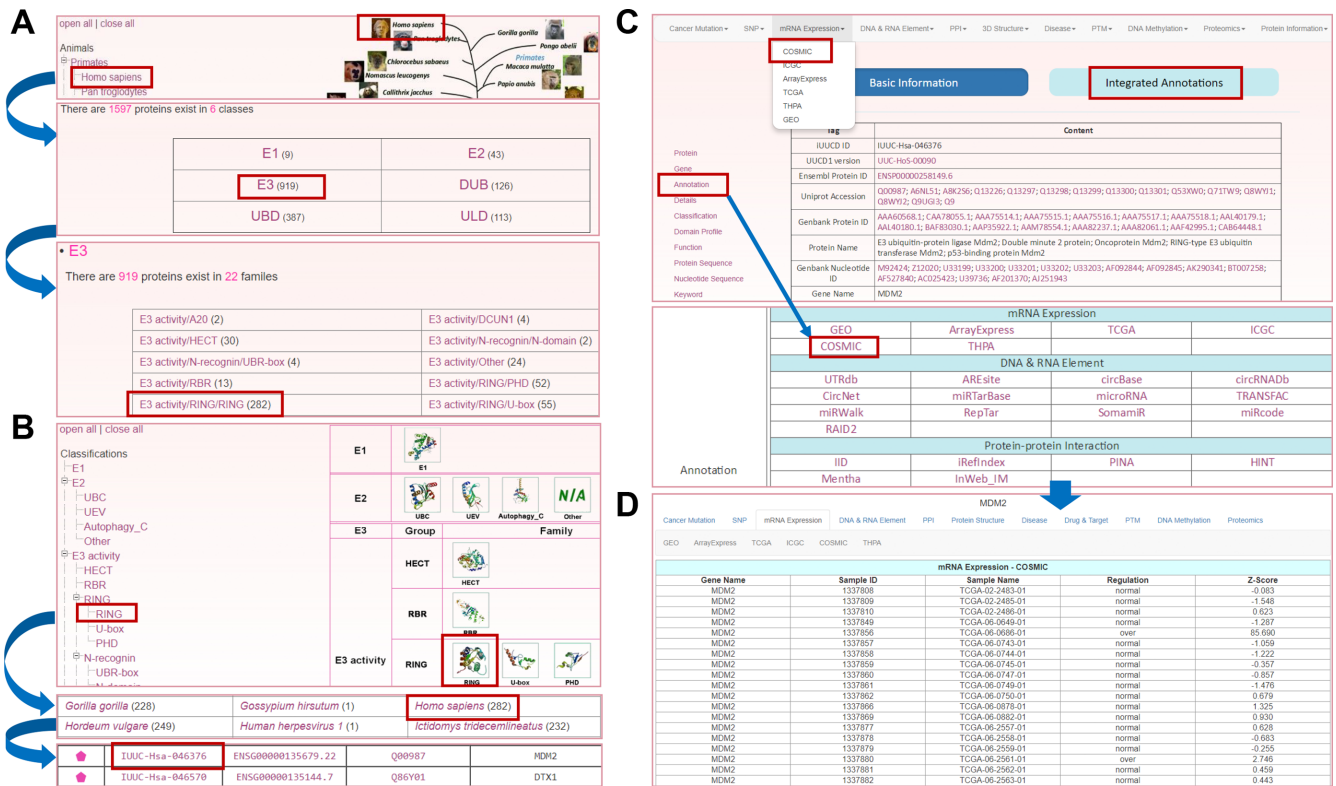 A
open all | close all
Animals
Primates
Homo sapiens
Pan troglodytes
Homo sapiens
Pan troglodytes
Gorilla gorilla
Pongo abelii
Chlorocebus sabaeus
Primates
Macaca mulatta
Nomascus leucogenys
Papio anubis
Callithrix jacchus
There are 1597 proteins exist in 6 classes
E1 (9) E2 (43)
E3 (919) DUB (126)
UBD (387) ULD (113)
• E3
There are 919 proteins exist in 22 familes
E3 activity/A20 (2) E3 activity/DCUN1 (4)
E3 activity/HECT (30) E3 activity/N-recognin/N-domain (2)
E3 activity/N-recognin/UBR-box (4) E3 activity/Other (24)
E3 activity/RBR (13) E3 activity/RING/PHD (52)
E3 activity/RING/RING (282) E3 activity/RING/U-box (55)
B
open all | close all
Classifications
E1
E2
UBC
UEV
Autophagy_C
Other
E3 activity
HECT
RBR
RING
RING
U-box
PHD
N-recognin
UBR-box
N-domain
E1
E1
E2 N/A
UBC UEV Autophagy_C Other
E3 Group Family
HECT
HECT
RBR
RBR
E3 activity RING
RING U-box PHD
Gorilla gorilla (228) Gossypium hirsutum (1) Homo sapiens (282)
Hordeum vulgare (249) Human herpesvirus 1 (1) Ictidomys tridecemlineatus (232)
IUUC-Hsa-046376 ENSG00000135679.22 Q00987 MDM2
IUUC-Hsa-046570 ENSG00000135144.7 Q86Y01 DTX1
C
Cancer Mutation SNP mRNA Expression DNA & RNA Element PPI 3D Structure Disease PTM DNA Methylation Proteomics Protein Information
COSMIC
ICGC
ArrayExpress
TCGA
THPA
GEO
Basic Information Integrated Annotations
Tag Content
Protein
Gene
Annotation
Details
Classification
Domain Profile
Function
Protein Sequence
Nucleotide Sequence
Keyword
iUUCD ID IUUC-Hsa-046376
UUCD1 version UUC-HoS-00090
Ensembl Protein ID ENSP00000258149.6
Uniprot Accession Q00987; A6NL51; A8K2S6; Q13226; Q13297; Q13298; Q13299; Q13300; Q13301; Q53XW0; Q71TW9; Q8WYJ1;
Q8WYJ2; Q9UGI3; Q9
Genbank Protein ID AAA60568.1; CAA78055.1; AAA75514.1; AAA75515.1; AAA75516.1; AAA75517.1; AAA75518.1; AAL40179.1;
AAL40180.1; BAF83030.1; AAP35922.1; AAM78554.1; AAA82237.1; AAA82061.1; AAF42995.1; CAB64448.1
Protein Name E3 ubiquitin-protein ligase Mdm2; Double minute 2 protein; Oncoprotein Mdm2; RING-type E3 ubiquitin
transferase Mdm2; p53-binding protein Mdm2
Genbank Nucleotide ID M92424; Z12020; U33199; U33200; U33201; U33202; U33203; AF092844; AF092845; AK290341; BT007258;
AF527840; AC025423; U39736; AF201370; AJ251943
Gene Name MDM2
Annotation
mRNA Expression
GEO ArrayExpress TCGA ICGC
COSMIC THPA
DNA & RNA Element
UTRdb AREsite circBase circRNADb
CircNet miRTarBase microRNA TRANSFAC
miRWalk RepTar SomamiR miRcode
RAID2
Protein-protein Interaction
IID iRefIndex PINA HINT
Mentha InWeb_IM
D
MDM2
Cancer Mutation SNP mRNA Expression DNA & RNA Element PPI Protein Structure Disease Drug & Target PTM DNA Methylation Proteomics
GEO ArrayExpress TCGA ICGC COSMIC THPA
mRNA Expression - COSMIC
Gene Name Sample ID Sample Name Regulation Z-Score
MDM2 1337808 TCGA-02-2483-01 normal -0.083
MDM2 1337809 TCGA-02-2485-01 normal -1.548
MDM2 1337810 TCGA-02-2486-01 normal 0.623
MDM2 1337849 TCGA-06-0649-01 normal -1.287
MDM2 1337856 TCGA-06-0686-01 over 85.690
MDM2 1337857 TCGA-06-0743-01 normal -1.059
MDM2 1337858 TCGA-06-0744-01 normal -1.222
MDM2 1337859 TCGA-06-0745-01 normal -0.357
MDM2 1337860 TCGA-06-0747-01 normal -0.857
MDM2 1337861 TCGA-06-0749-01 normal -1.476
MDM2 1337862 TCGA-06-0750-01 normal 0.679
MDM2 1337866 TCGA-06-0878-01 normal 1.325
MDM2 1337869 TCGA-06-0882-01 normal 0.930
MDM2 1337877 TCGA-06-2557-01 normal 0.628
MDM2 1337878 TCGA-06-2558-01 normal -0.683
MDM2 1337879 TCGA-06-2559-01 normal -0.255
MDM2 1337880 TCGA-06-2561-01 over 2.746
MDM2 1337881 TCGA-06-2562-01 normal 0.459
MDM2 1337882 TCGA-06-2563-01 normal 0.443